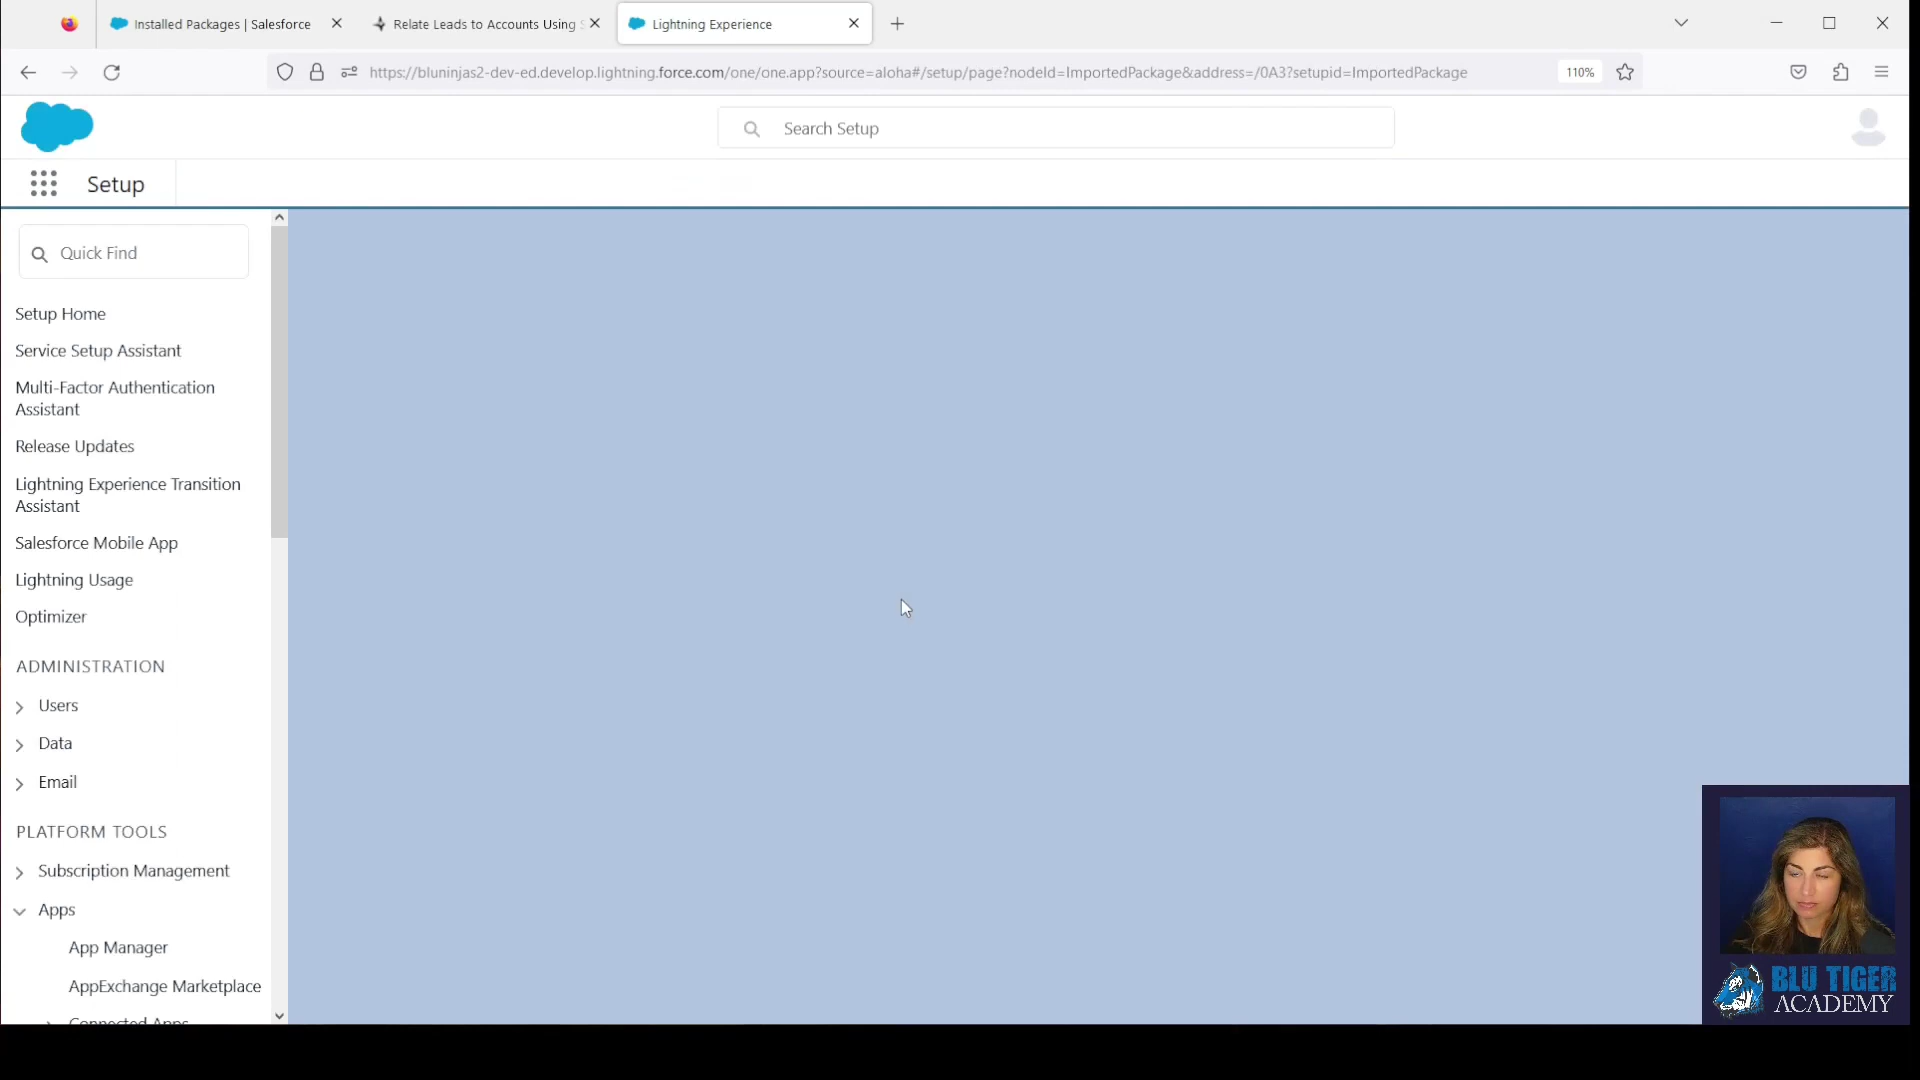 Installed Packages | Salesforce
Relate Leads to Accounts Using
Lightning Experience
https://bluninjas2-dev-ed.develop.lightning.force.com/one/one.app?source=aloha#/setup/page?nodeId=ImportedPackage&address=/0A3?setupid=ImportedPackage
110%
Search Setup
Setup
Quick Find
Setup Home
Service Setup Assistant
Multi-Factor Authentication
Assistant
Release Updates
Lightning Experience Transition
Assistant
Salesforce Mobile App
Lightning Usage
Optimizer
ADMINISTRATION
Users
Data
Email
PLATFORM TOOLS
Subscription Management
Apps
App Manager
AppExchange Marketplace
Connected Apps
BLU TIGER
ACADEMY